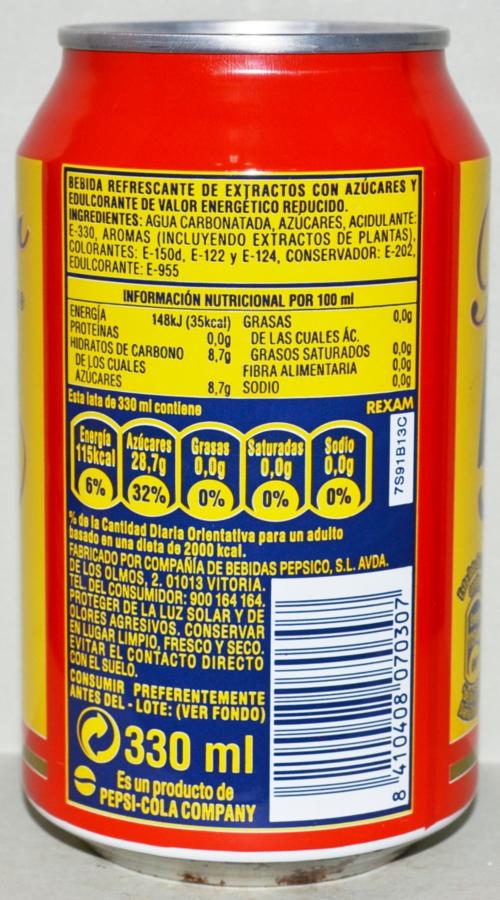 BEBIDA REFRESCANTE DE EXTRACTOS CON AZÚCARES Y
EDULCORANTE DE VALOR ENERGÉTICO REDUCIDO.
INGREDIENTES: AGUA CARBONATADA, AZÚCARES, ACIDULANTE:
E-330, AROMAS (INCLUYENDO EXTRACTOS DE PLANTAS),
COLORANTES: E-150d, E-122 y E-124, CONSERVADOR: E-202,
EDULCORANTE: E-955
INFORMACIÓN NUTRICIONAL POR 100 ml
ENERGÍA 148kJ (35kcal)
PROTEÍNAS 0,0g
HIDRATOS DE CARBONO 8,7g
DE LOS CUALES
AZÚCARES 8,7g
GRASAS 0,0g
DE LAS CUALES ÁC.
GRASOS SATURADOS 0,0g
FIBRA ALIMENTARIA 0,0g
SODIO 0,0g
Esta lata de 330 ml contiene
REXAM
7S91B13C
Energía 115kcal 6%
Azúcares 28,7g 32%
Grasas 0,0g 0%
Saturadas 0,0g 0%
Sodio 0,0g 0%
% de la Cantidad Diaria Orientativa para un adulto
basado en una dieta de 2000 kcal.
FABRICADO POR COMPAÑÍA DE BEBIDAS PEPSICO, S.L. AVDA.
DE LOS OLMOS, 2. 01013 VITORIA.
TEL. DEL CONSUMIDOR: 900 164 164.
PROTEGER DE LA LUZ SOLAR Y DE
OLORES AGRESIVOS. CONSERVAR
EN LUGAR LIMPIO, FRESCO Y SECO.
EVITAR EL CONTACTO DIRECTO
CON EL SUELO.
CONSUMIR PREFERENTEMENTE
ANTES DEL - LOTE: (VER FONDO)
330 ml
Es un producto de
PEPSI-COLA COMPANY
8 410408 070307